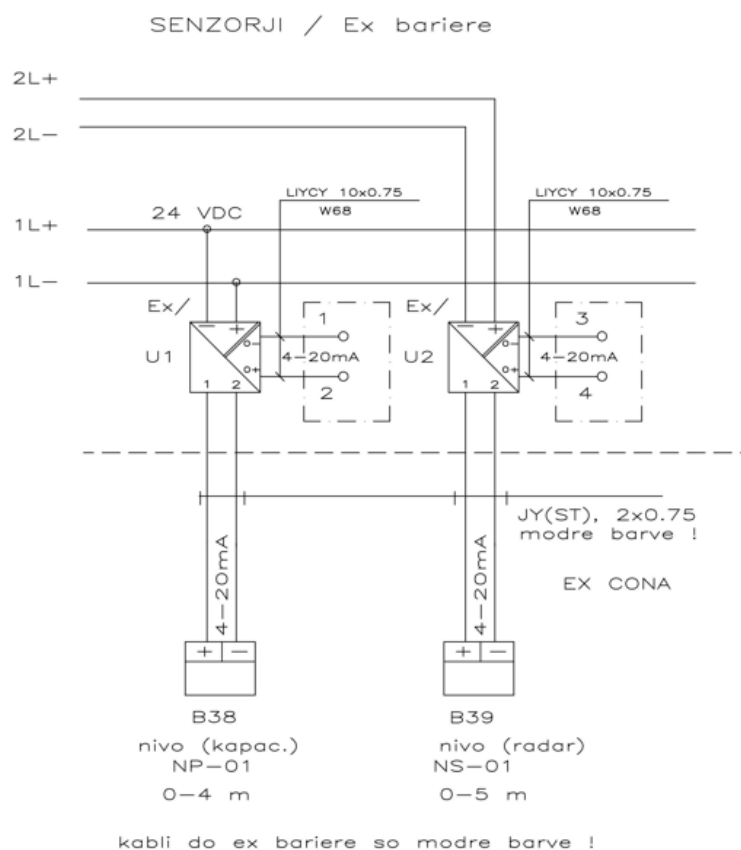 SENZORJI / Ex bariere
2L+
2L−
LIYCY 10x0.75
W68
LIYCY 10x0.75
W68
1L+
24 VDC
1L−
Ex/
− +
1
4−20mA
2
U1
o−
o+
1 2
Ex/
− +
3
4−20mA
4
U2
o−
o+
1 2
JY(ST), 2x0.75
modre barve !
4−20mA
4−20mA
EX CONA
+ −
+ −
B38
B39
nivo (kapac.)
nivo (radar)
NP−01
NS−01
0−4 m
0−5 m
kabli do ex bariere so modre barve !